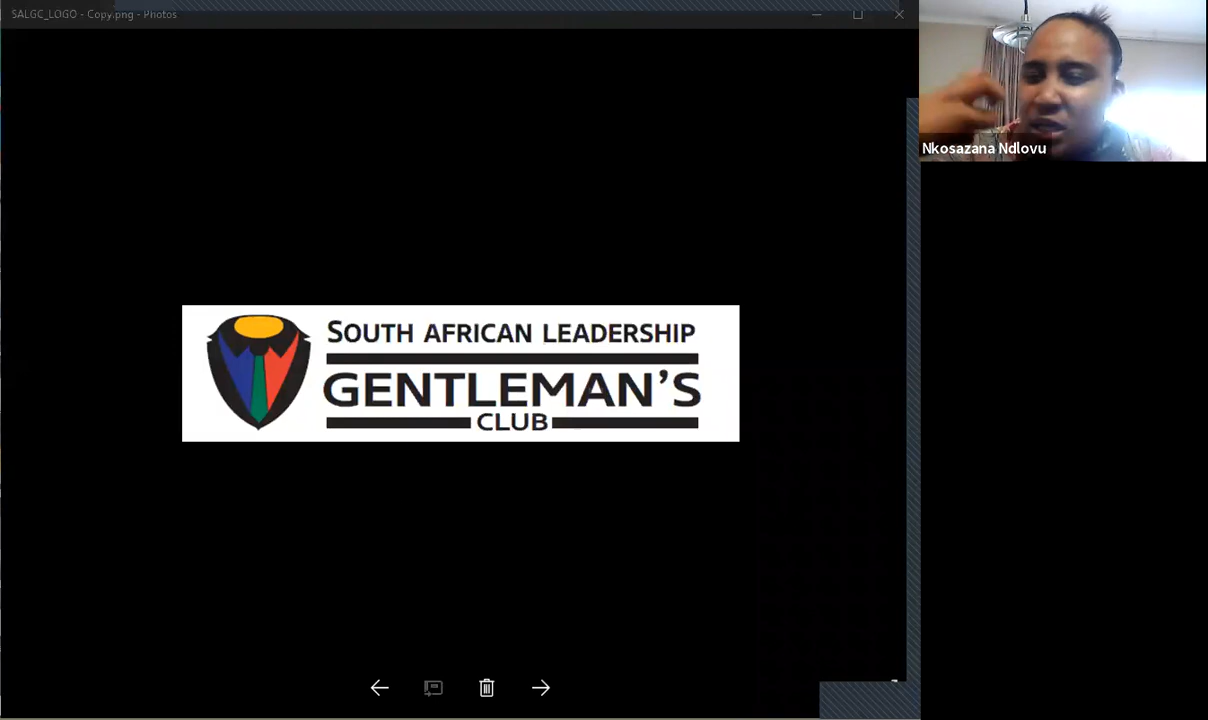 SALGC_LOGO - Copy.png - Photos
Nkosazana Ndlovu
SOUTH AFRICAN LEADERSHIP
GENTLEMAN'S
CLUB